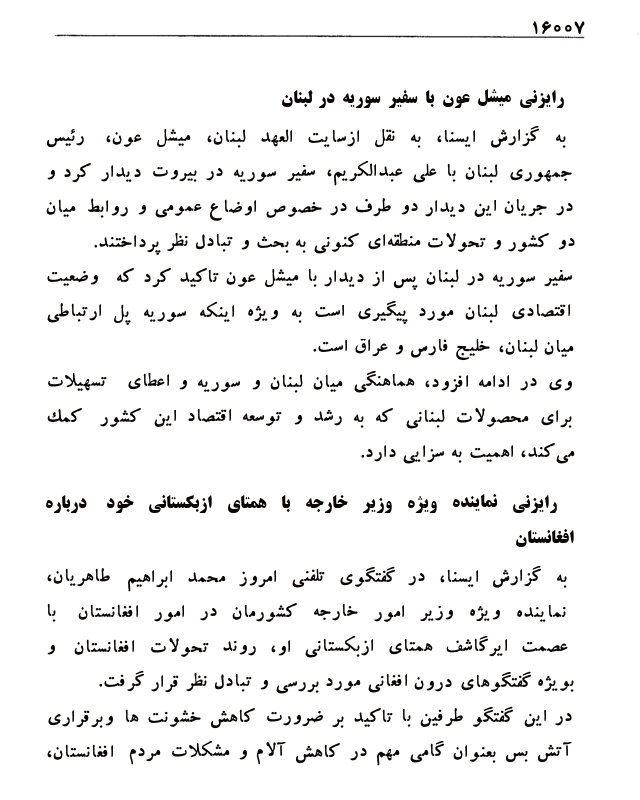 ۱۶۰۰۷
رایزنی میشل عون با سفیر سوریه در لبنان
به گزارش ایسنا، به نقل ازسایت العهد لبنان، میشل عون، رئیس
جمهوری لبنان با علی عبدالکریم، سفیر سوریه در بیروت دیدار کرد و
در جریان این دیدار دو طرف در خصوص اوضاع عمومی و روابط میان
دو کشور و تحولات منطقه‌ای کنونی به بحث و تبادل نظر پرداختند.
سفیر سوریه در لبنان پس از دیدار با میشل عون تاکید کرد که وضعیت
اقتصادی لبنان مورد پیگیری است به ویژه اینکه سوریه پل ارتباطی
میان لبنان، خلیج فارس و عراق است.
وی در ادامه افزود، هماهنگی میان لبنان و سوریه و اعطای تسهیلات
برای محصولات لبنانی که به رشد و توسعه اقتصاد این کشور کمك
می‌کند، اهمیت به سزایی دارد.
رایزنی نماینده ویژه وزیر خارجه با همتای ازبکستانی خود درباره
افغانستان
به گزارش ایسنا، در گفتگوی تلفنی امروز محمد ابراهیم طاهریان،
نماینده ویژه وزیر امور خارجه کشورمان در امور افغانستان با
عصمت ایرگاشف همتای ازبکستانی او، روند تحولات افغانستان و
بویژه گفتگوهای درون افغانی مورد بررسی و تبادل نظر قرار گرفت.
در این گفتگو طرفین با تاکید بر ضرورت کاهش خشونت ها وبرقراری
آتش بس بعنوان گامی مهم در کاهش آلام و مشکلات مردم افغانستان،